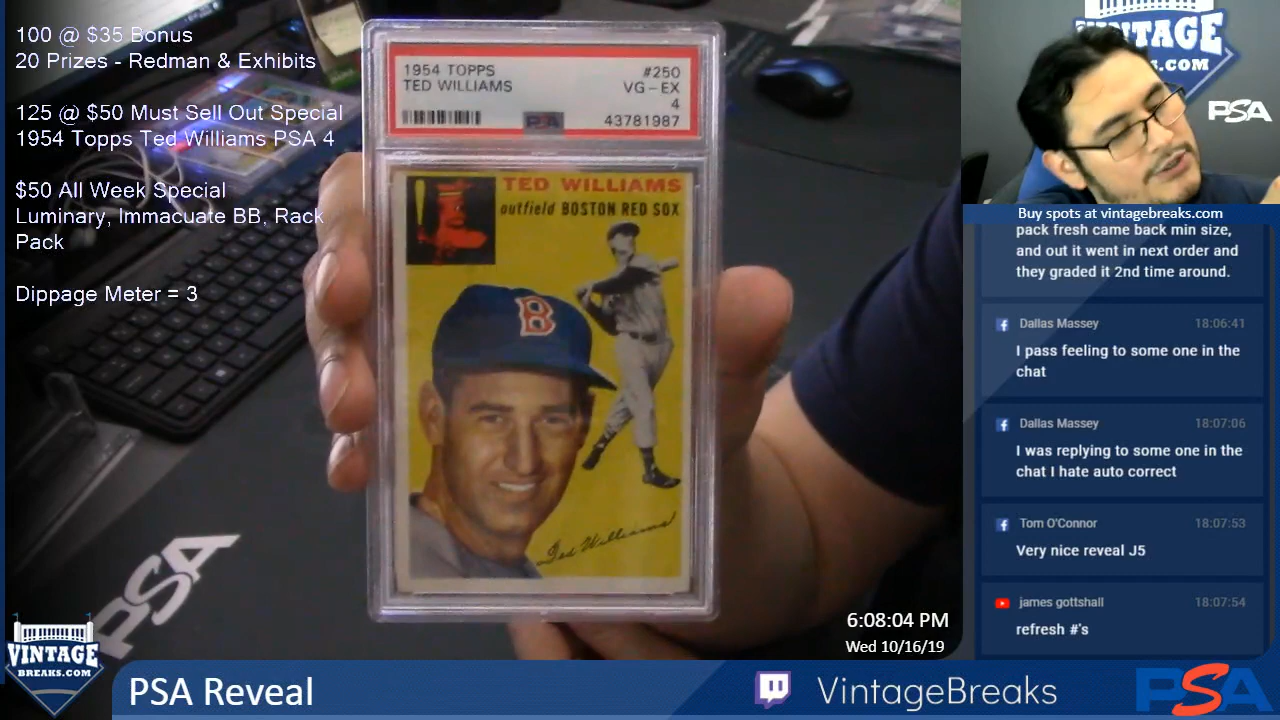 100 @ $35 Bonus
20 Prizes - Redman & Exhibits
125 @ $50 Must Sell Out Special
1954 Topps Ted Williams PSA 4
$50 All Week Special
Luminary, Immacuate BB, Rack
Pack
Dippage Meter = 3
1954 TOPPS #250
TED WILLIAMS VG-EX
4
43781987
PSA
TED WILLIAMS
outfield BOSTON RED SOX
B
Ted Williams
PSA
VINTAGE
BREAKS.COM
PSA
Buy spots at vintagebreaks.com
pack fresh came back min size,
and out it went in next order and
they graded it 2nd time around.
Dallas Massey 18:06:41
I pass feeling to some one in the
chat
Dallas Massey 18:07:06
I was replying to some one in the
chat I hate auto correct
Tom O'Connor 18:07:53
Very nice reveal J5
james gottshall 18:07:54
refresh #'s
6:08:04 PM
Wed 10/16/19
VINTAGE
BREAKS.COM
PSA Reveal
VintageBreaks
PSA